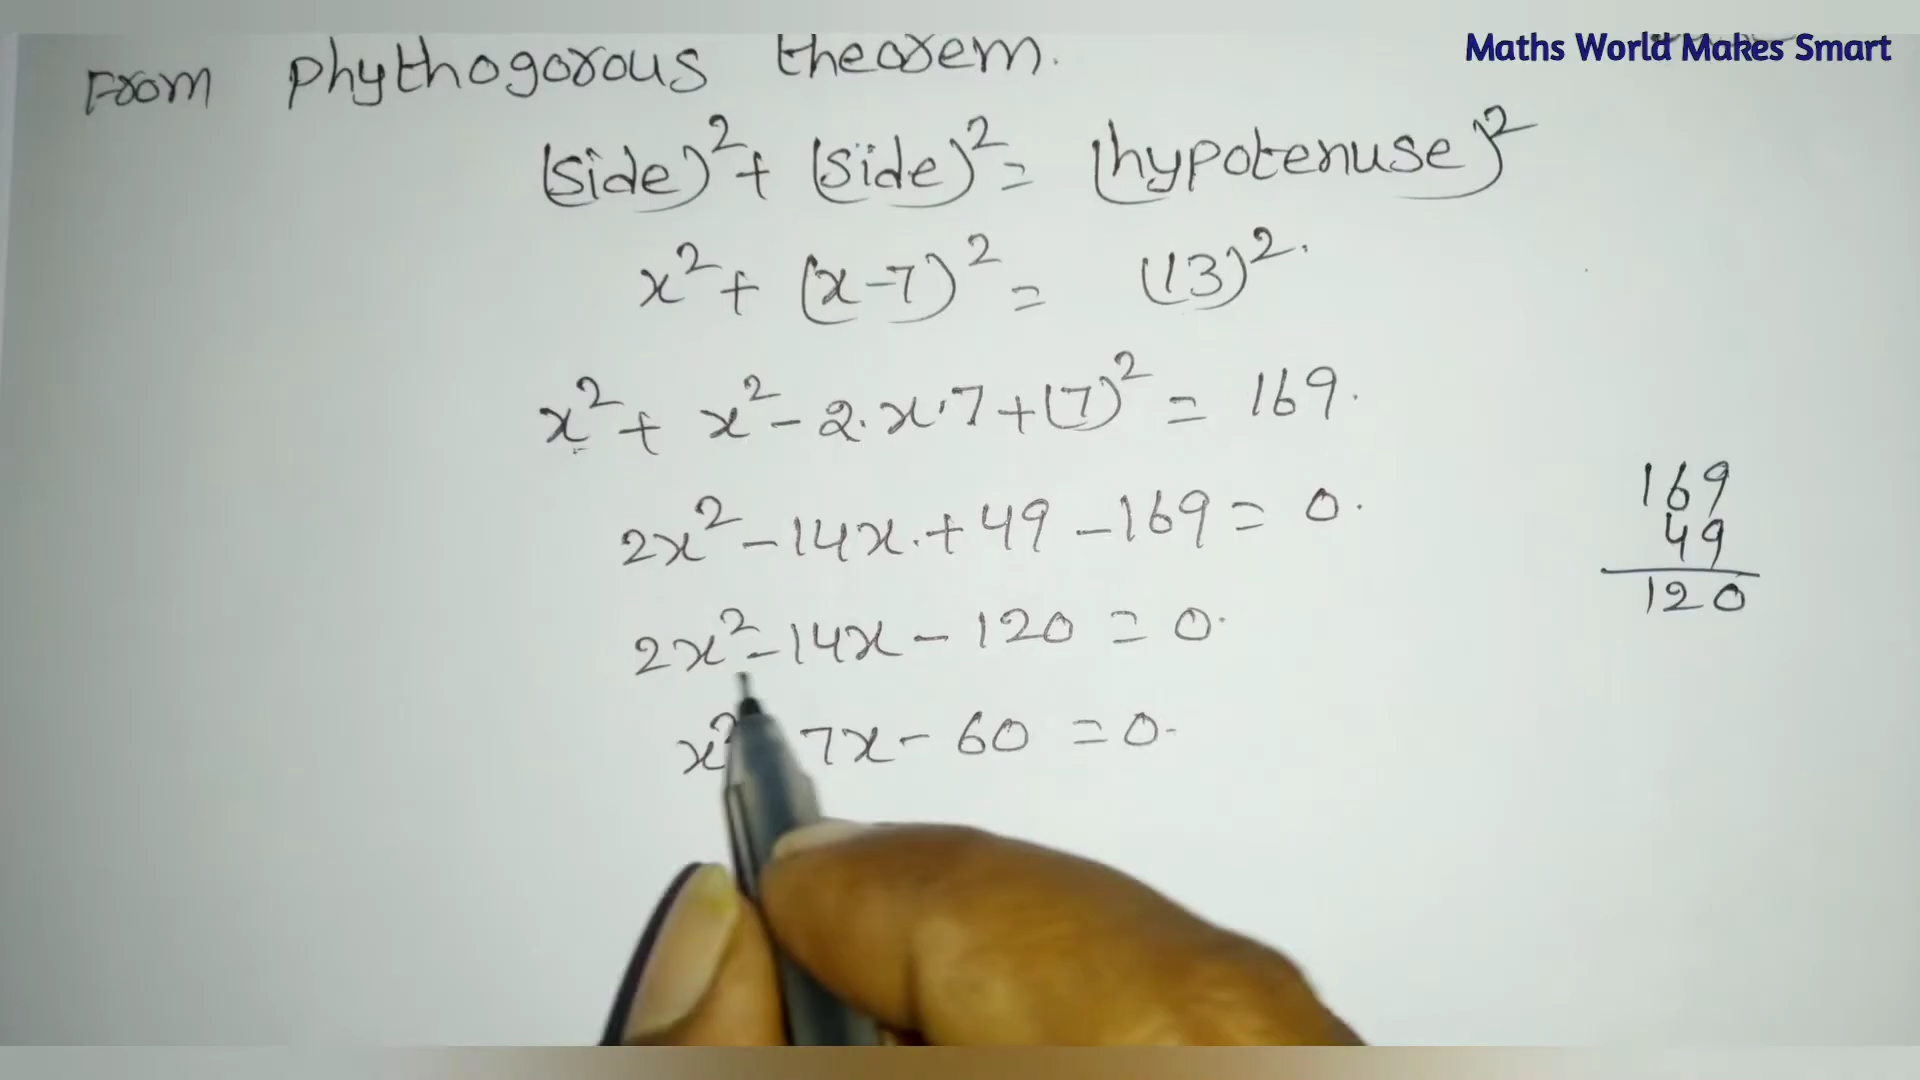 Maths World Makes Smart
From phythogorous theorem.
(side)² + (side)² = (hypotenuse)²
x² + (x-7)² = (13)².
x² + x² - 2.x.7 + (7)² = 169.
2x² - 14x + 49 - 169 = 0.
169
49
120
2x² - 14x - 120 = 0.
x² 7x - 60 = 0.